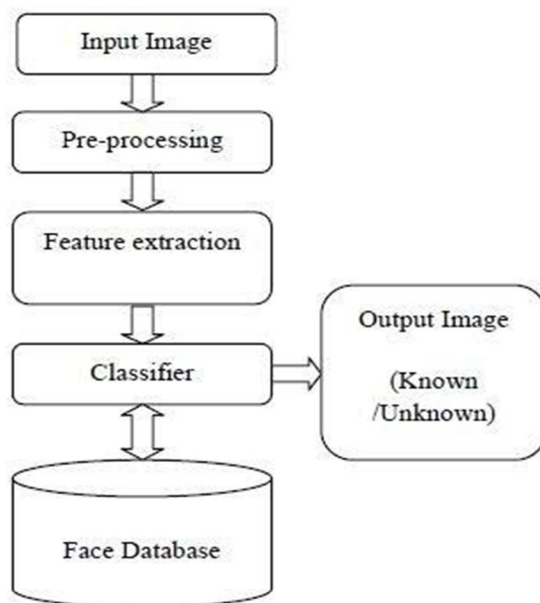 Input Image
Pre-processing
Feature extraction
Classifier
Output Image
(Known
/Unknown)
Face Database